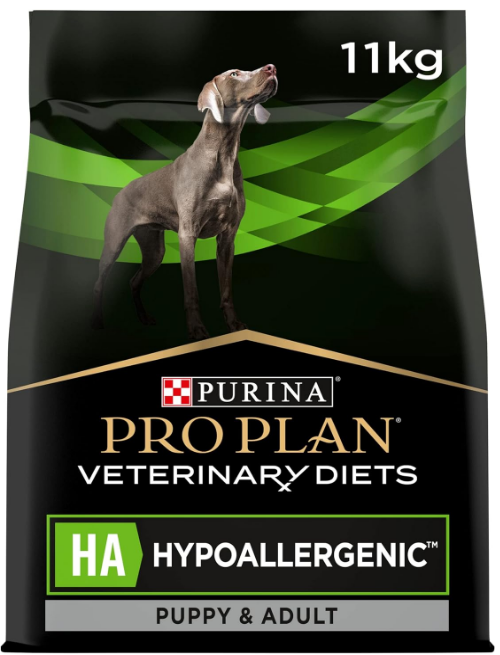 11kg
PURINA®
PRO PLAN®
VETERINARY DIETS
HA HYPOALLERGENIC™
PUPPY & ADULT